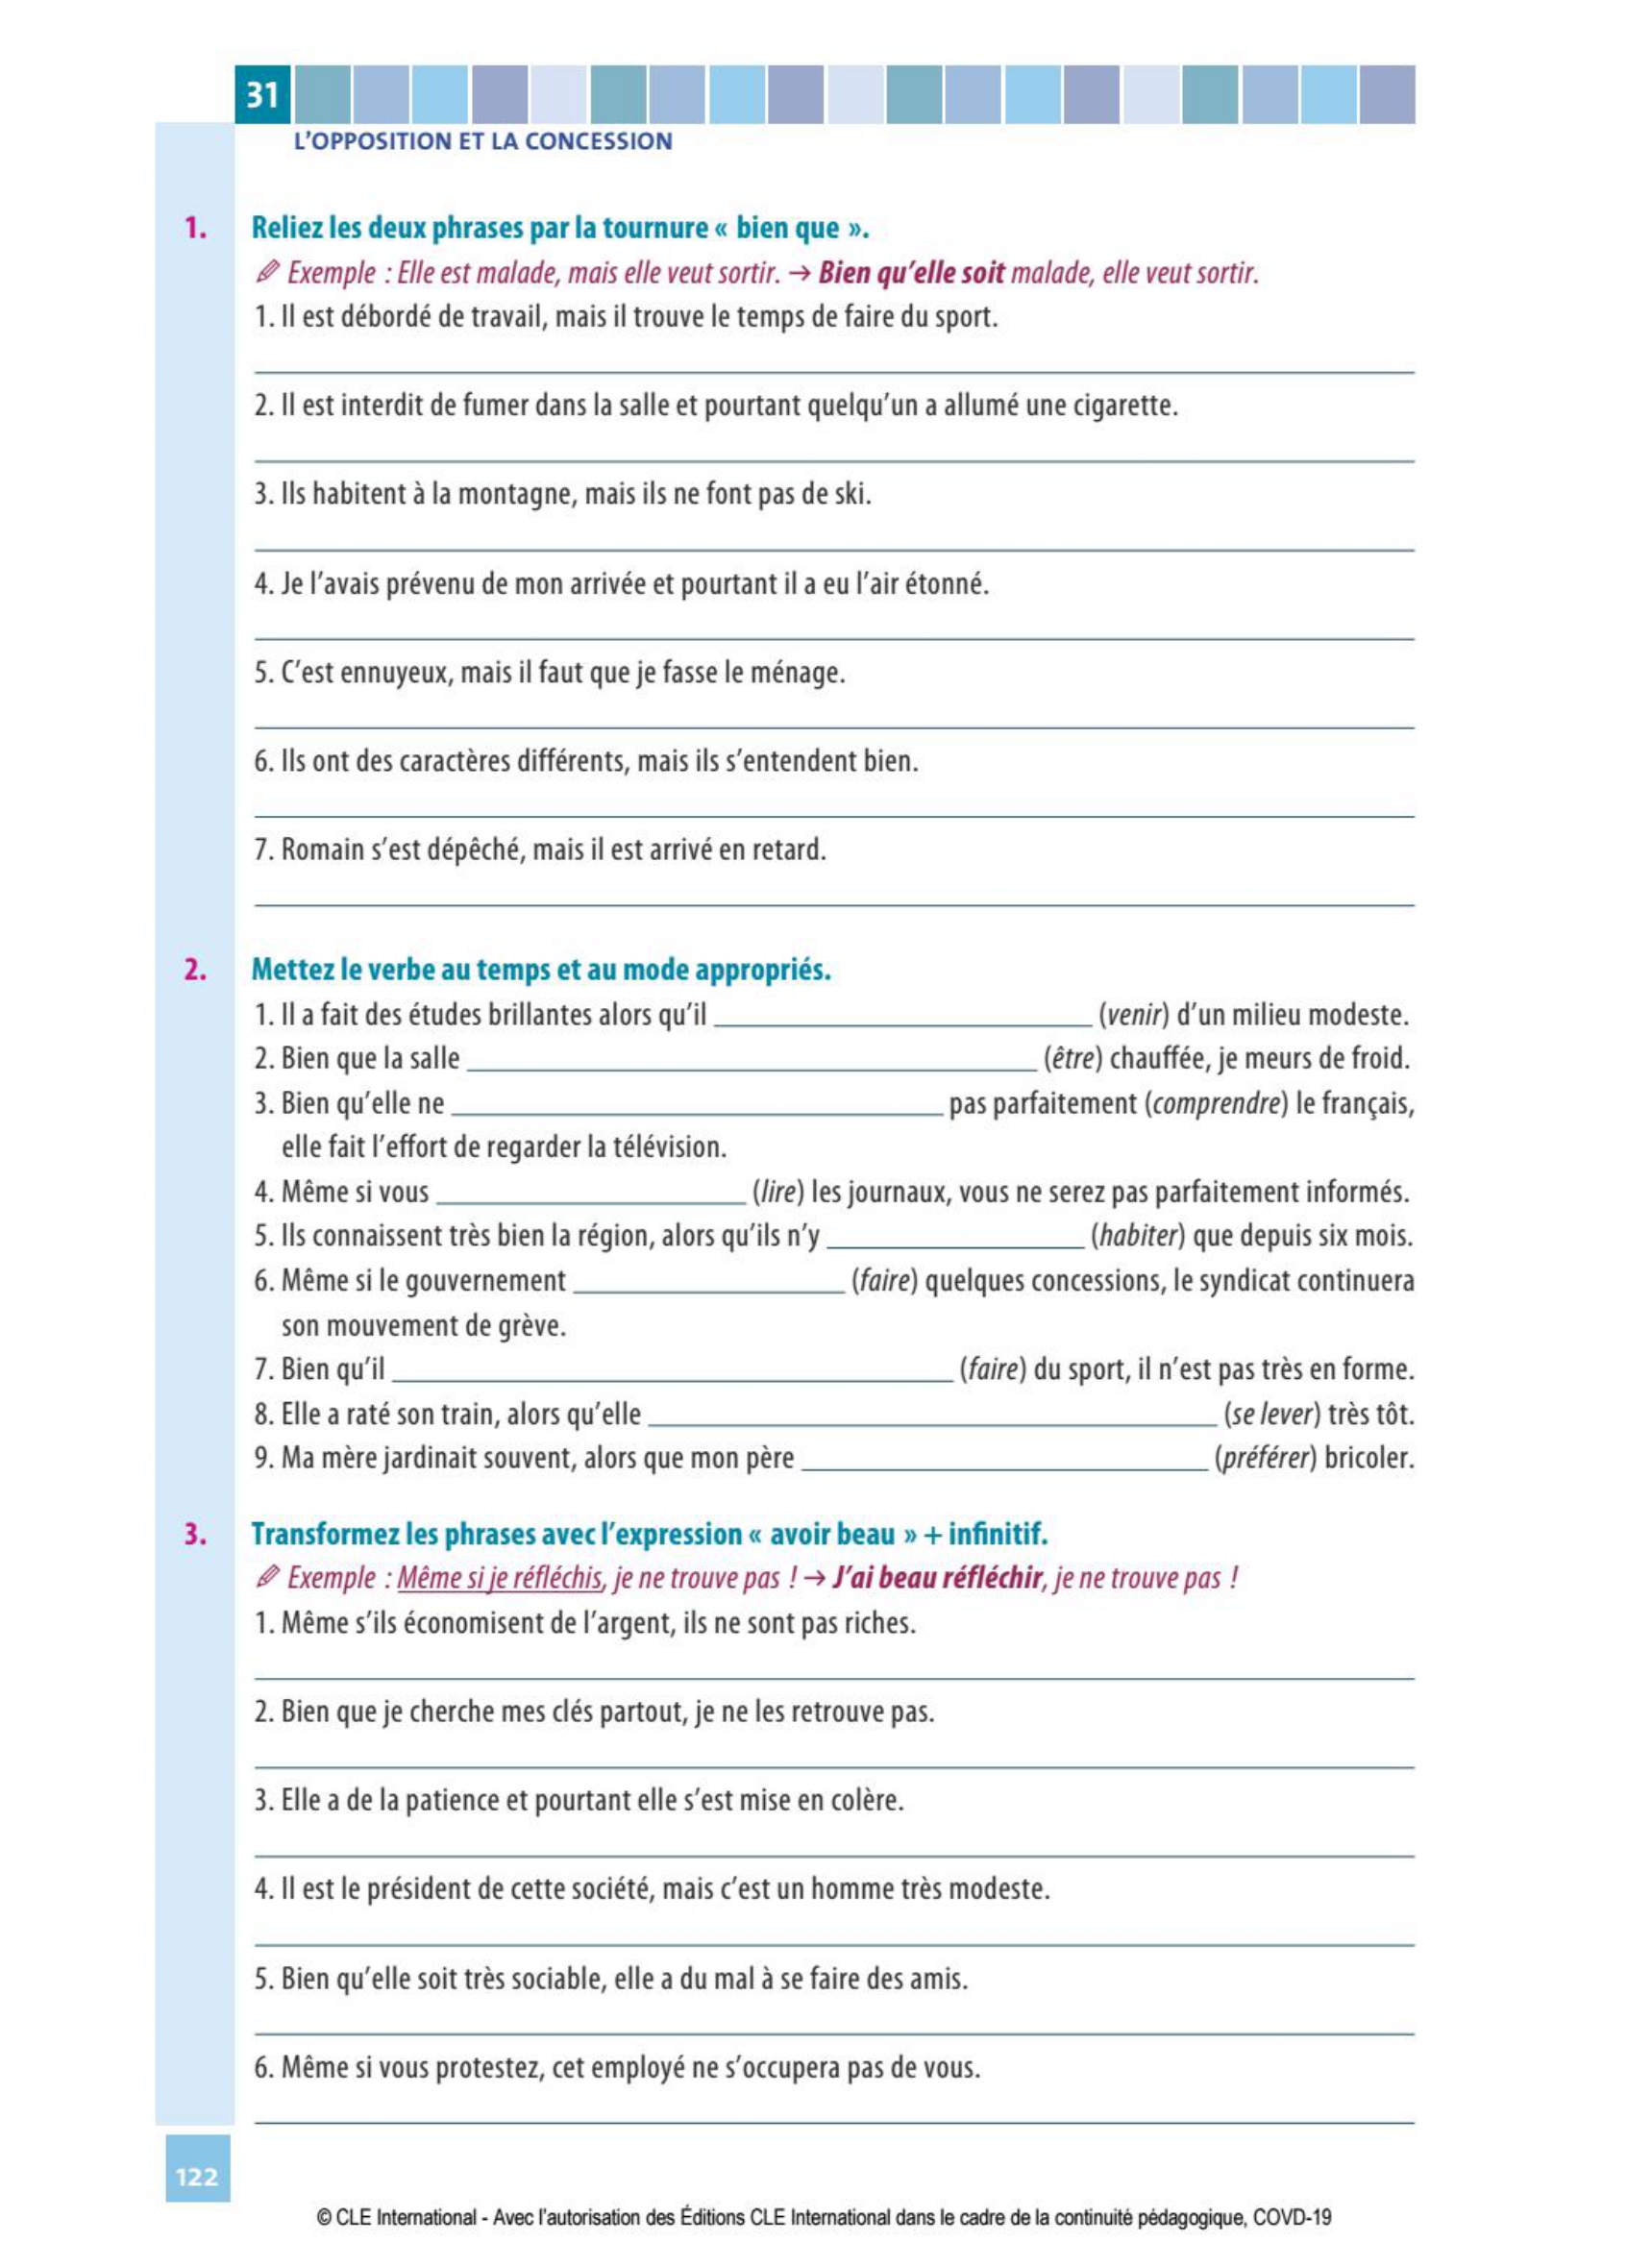 31
L'OPPOSITION ET LA CONCESSION
1. Reliez les deux phrases par la tournure « bien que ».
Exemple : Elle est malade, mais elle veut sortir. → Bien qu'elle soit malade, elle veut sortir.
1. Il est débordé de travail, mais il trouve le temps de faire du sport.
2. Il est interdit de fumer dans la salle et pourtant quelqu'un a allumé une cigarette.
3. Ils habitent à la montagne, mais ils ne font pas de ski.
4. Je l'avais prévenu de mon arrivée et pourtant il a eu l'air étonné.
5. C'est ennuyeux, mais il faut que je fasse le ménage.
6. Ils ont des caractères différents, mais ils s'entendent bien.
7. Romain s'est dépêché, mais il est arrivé en retard.
2. Mettez le verbe au temps et au mode appropriés.
1. Il a fait des études brillantes alors qu'il ____ (venir) d'un milieu modeste.
2. Bien que la salle ____ (être) chauffée, je meurs de froid.
3. Bien qu'elle ne ____ pas parfaitement (comprendre) le français,
elle fait l'effort de regarder la télévision.
4. Même si vous ____ (lire) les journaux, vous ne serez pas parfaitement informés.
5. Ils connaissent très bien la région, alors qu'ils n'y ____ (habiter) que depuis six mois.
6. Même si le gouvernement ____ (faire) quelques concessions, le syndicat continuera
son mouvement de grève.
7. Bien qu'il ____ (faire) du sport, il n'est pas très en forme.
8. Elle a raté son train, alors qu'elle ____ (se lever) très tôt.
9. Ma mère jardinait souvent, alors que mon père ____ (préférer) bricoler.
3. Transformez les phrases avec l'expression « avoir beau » + infinitif.
Exemple : Même si je réfléchis, je ne trouve pas ! → J'ai beau réfléchir, je ne trouve pas !
1. Même s'ils économisent de l'argent, ils ne sont pas riches.
2. Bien que je cherche mes clés partout, je ne les retrouve pas.
3. Elle a de la patience et pourtant elle s'est mise en colère.
4. Il est le président de cette société, mais c'est un homme très modeste.
5. Bien qu'elle soit très sociable, elle a du mal à se faire des amis.
6. Même si vous protestez, cet employé ne s'occupera pas de vous.
122
© CLE International - Avec l'autorisation des Éditions CLE International dans le cadre de la continuité pédagogique, COVD-19